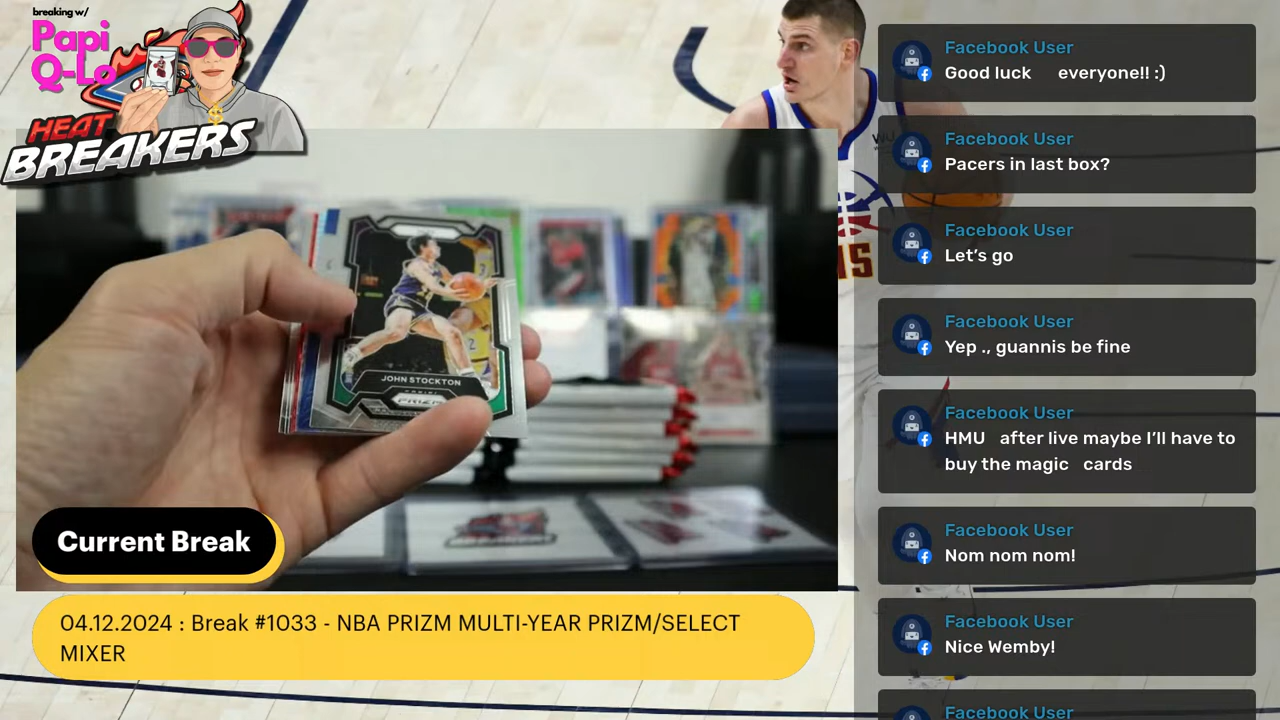 breaking w/
Papi
Q-Lo
HEAT
BREAKERS
JOHN STOCKTON
PRIZM
Current Break
04.12.2024 : Break #1033 - NBA PRIZM MULTI-YEAR PRIZM/SELECT
MIXER
Facebook User
Good luck everyone!! :)
Facebook User
Pacers in last box?
Facebook User
Let's go
Facebook User
Yep ., guannis be fine
Facebook User
HMU after live maybe I'll have to
buy the magic cards
Facebook User
Nom nom nom!
Facebook User
Nice Wemby!
Facebook User